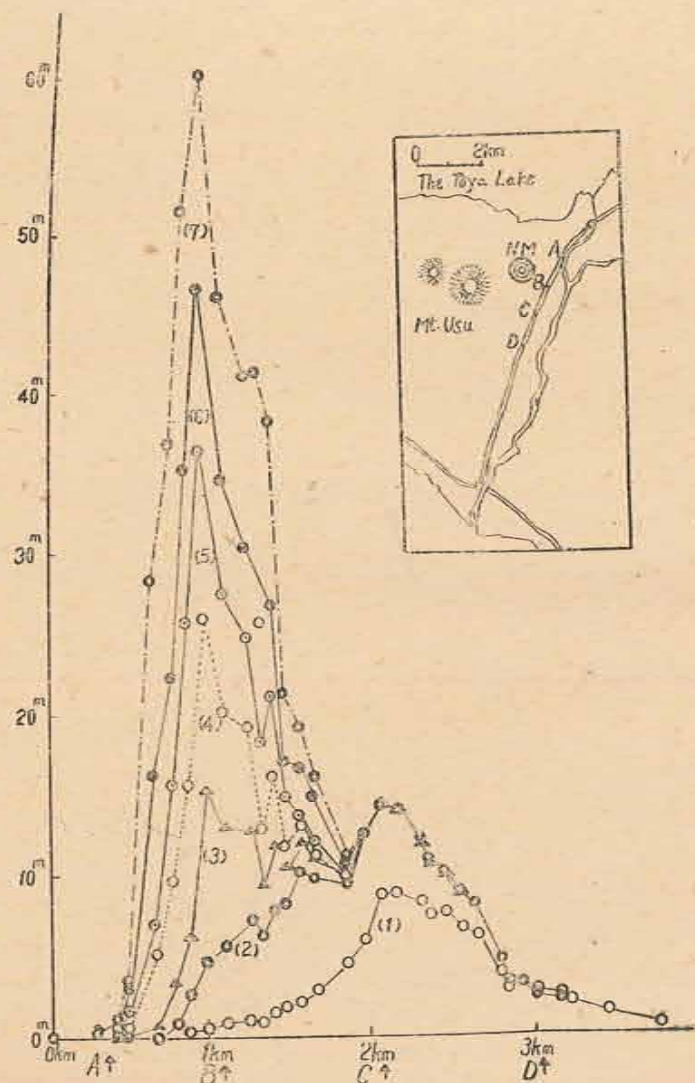 60m
50m
40m
30m
20m
10m
0m
(7)
(6)
(5)
(4)
(3)
(2)
(1)
0km
1km
2km
3km
A↑
B↑
C↑
D↑
0 2km
The Toya Lake
NM
A
B
C
D
Mt. Usu